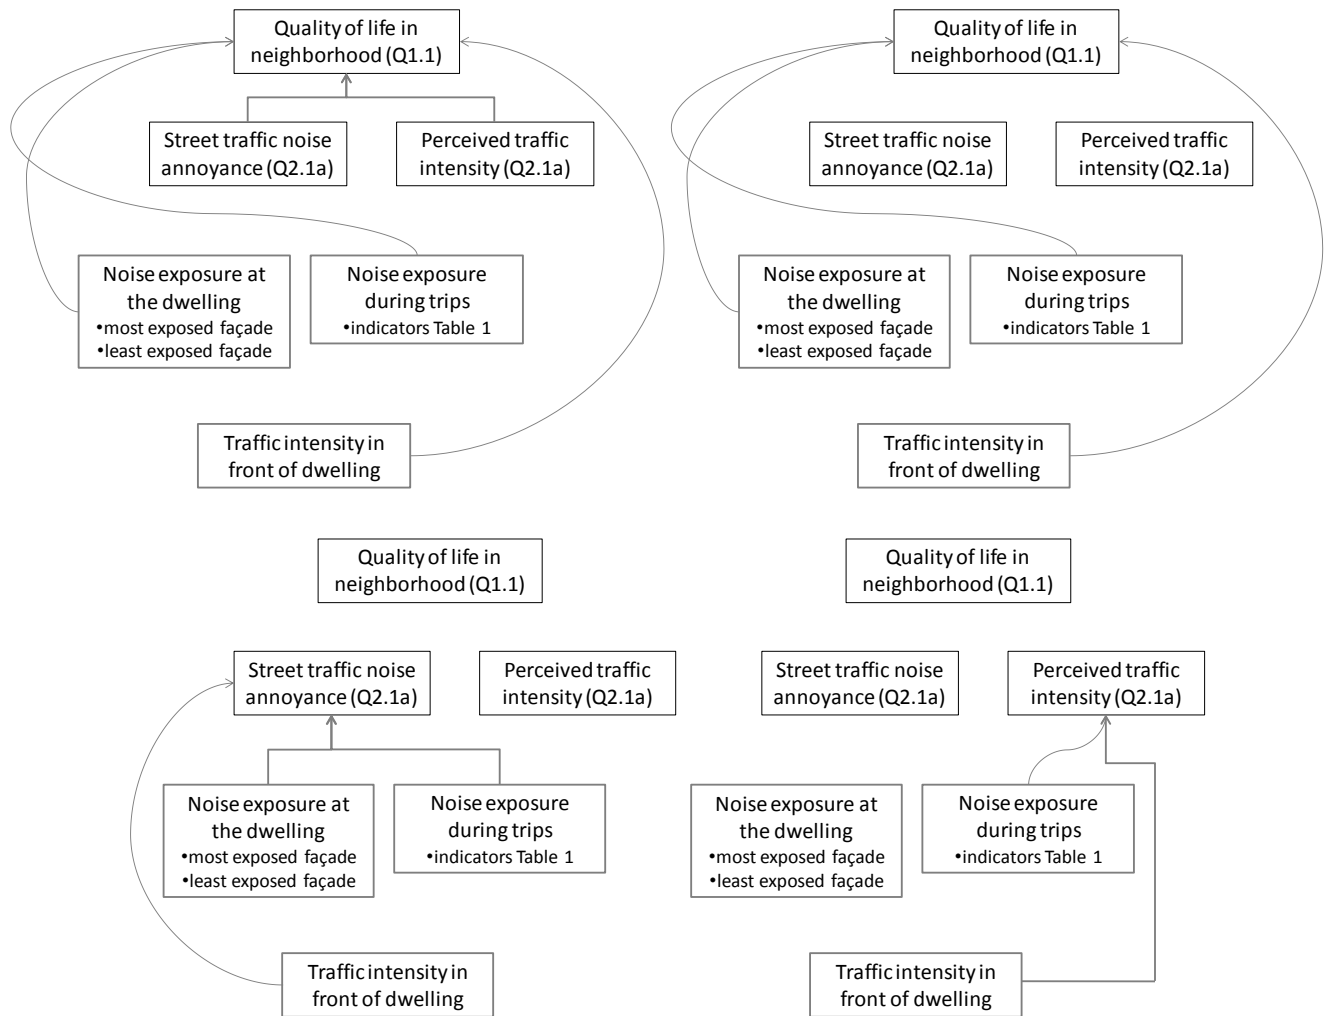 Quality of life in
neighborhood (Q1.1)
Street traffic noise
annoyance (Q2.1a)
Perceived traffic
intensity (Q2.1a)
Noise exposure at
the dwelling
•most exposed façade
•least exposed façade
Noise exposure
during trips
•indicators Table 1
Traffic intensity in
front of dwelling
Quality of life in
neighborhood (Q1.1)
Street traffic noise
annoyance (Q2.1a)
Perceived traffic
intensity (Q2.1a)
Noise exposure at
the dwelling
•most exposed façade
•least exposed façade
Noise exposure
during trips
•indicators Table 1
Traffic intensity in
front of dwelling
Quality of life in
neighborhood (Q1.1)
Street traffic noise
annoyance (Q2.1a)
Perceived traffic
intensity (Q2.1a)
Noise exposure at
the dwelling
•most exposed façade
•least exposed façade
Noise exposure
during trips
•indicators Table 1
Traffic intensity in
front of dwelling
Quality of life in
neighborhood (Q1.1)
Street traffic noise
annoyance (Q2.1a)
Perceived traffic
intensity (Q2.1a)
Noise exposure at
the dwelling
•most exposed façade
•least exposed façade
Noise exposure
during trips
•indicators Table 1
Traffic intensity in
front of dwelling